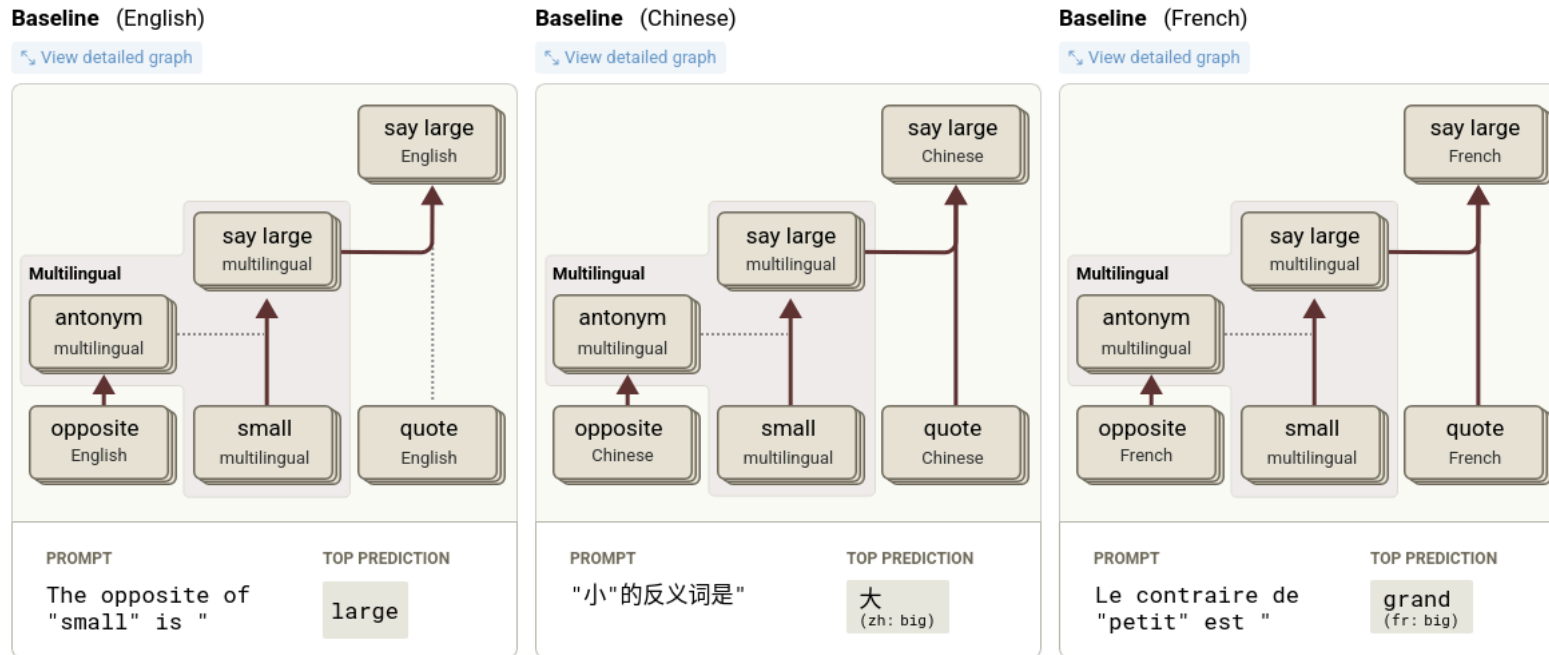 Baseline (English)
View detailed graph
say large
English
say large
multilingual
Multilingual
antonym
multilingual
opposite
English
small
multilingual
quote
English
PROMPT
TOP PREDICTION
The opposite of
"small" is "
large
Baseline (Chinese)
View detailed graph
say large
Chinese
say large
multilingual
Multilingual
antonym
multilingual
opposite
Chinese
small
multilingual
quote
Chinese
PROMPT
TOP PREDICTION
"小"的反义词是"
大
(zh: big)
Baseline (French)
View detailed graph
say large
French
say large
multilingual
Multilingual
antonym
multilingual
opposite
French
small
multilingual
quote
French
PROMPT
TOP PREDICTION
Le contraire de
"petit" est "
grand
(fr: big)